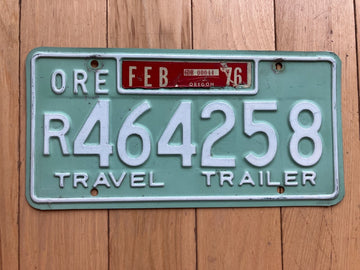 ORE FEB 76
OREGON
R464258
TRAVEL TRAILER